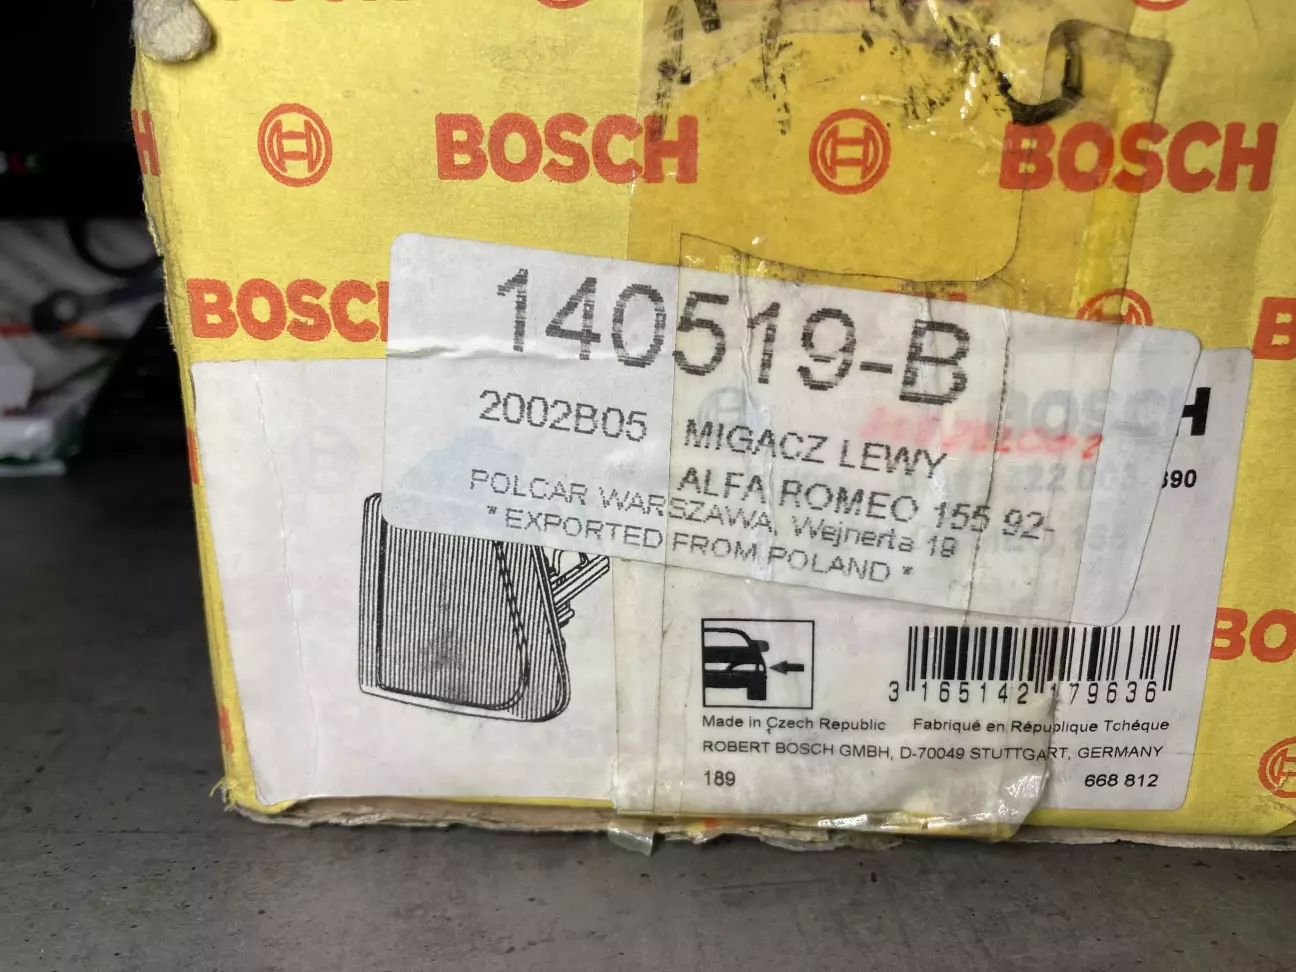 BOSCH BOSCH
BOSCH
140519-B
2002B05 MIGACZ LEWY
ALFA ROMEO 155 92-
POLCAR WARSZAWA, Wejnerta 19
* EXPORTED FROM POLAND *
BOSCH
390
3 165142 179636
Made in Czech Republic Fabriqué en République Tchéque
ROBERT BOSCH GMBH, D-70049 STUTTGART, GERMANY
189 668 812